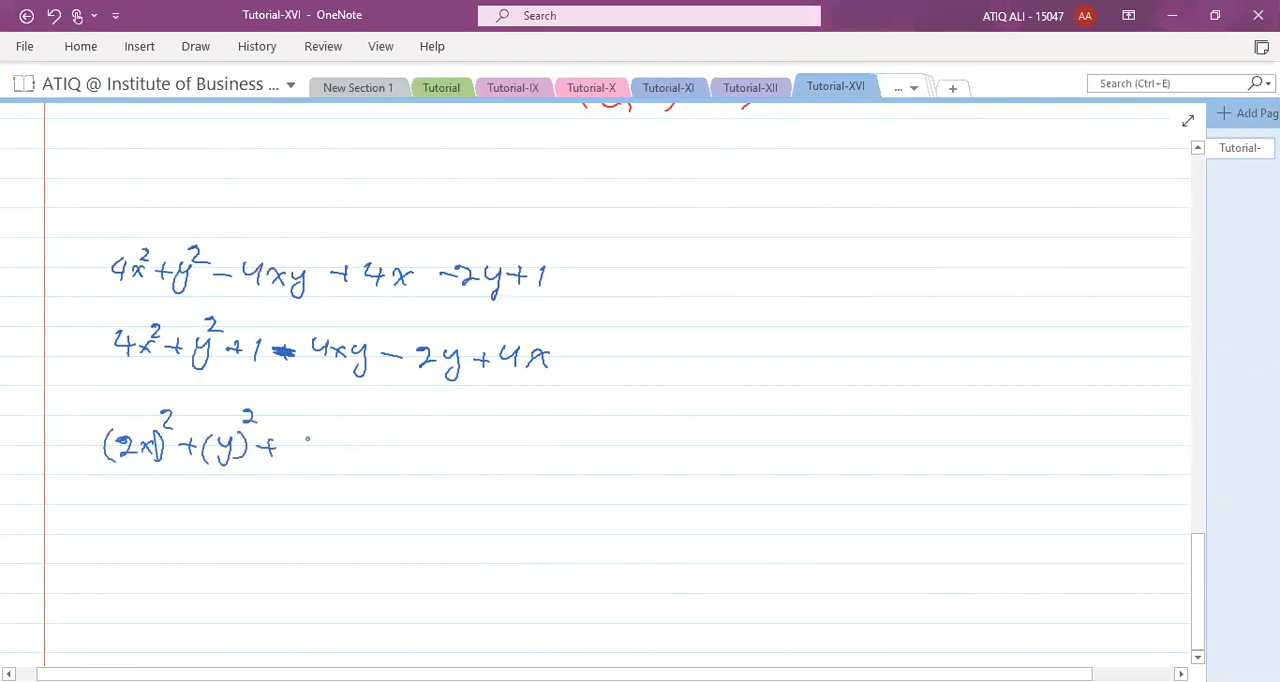 Tutorial-XVI - OneNote
Search
ATIQ ALI - 15047
AA
File Home Insert Draw History Review View Help
ATIQ @ Institute of Business ...
New Section 1 Tutorial Tutorial-IX Tutorial-X Tutorial-XI Tutorial-XII Tutorial-XVI ... +
Search (Ctrl+E)
+ Add Pag
Tutorial-
4x² + y² - 4xy + 4x - 2y + 1
4x² + y² + 1 - 4xy - 2y + 4x
(2x)² + (y)² +